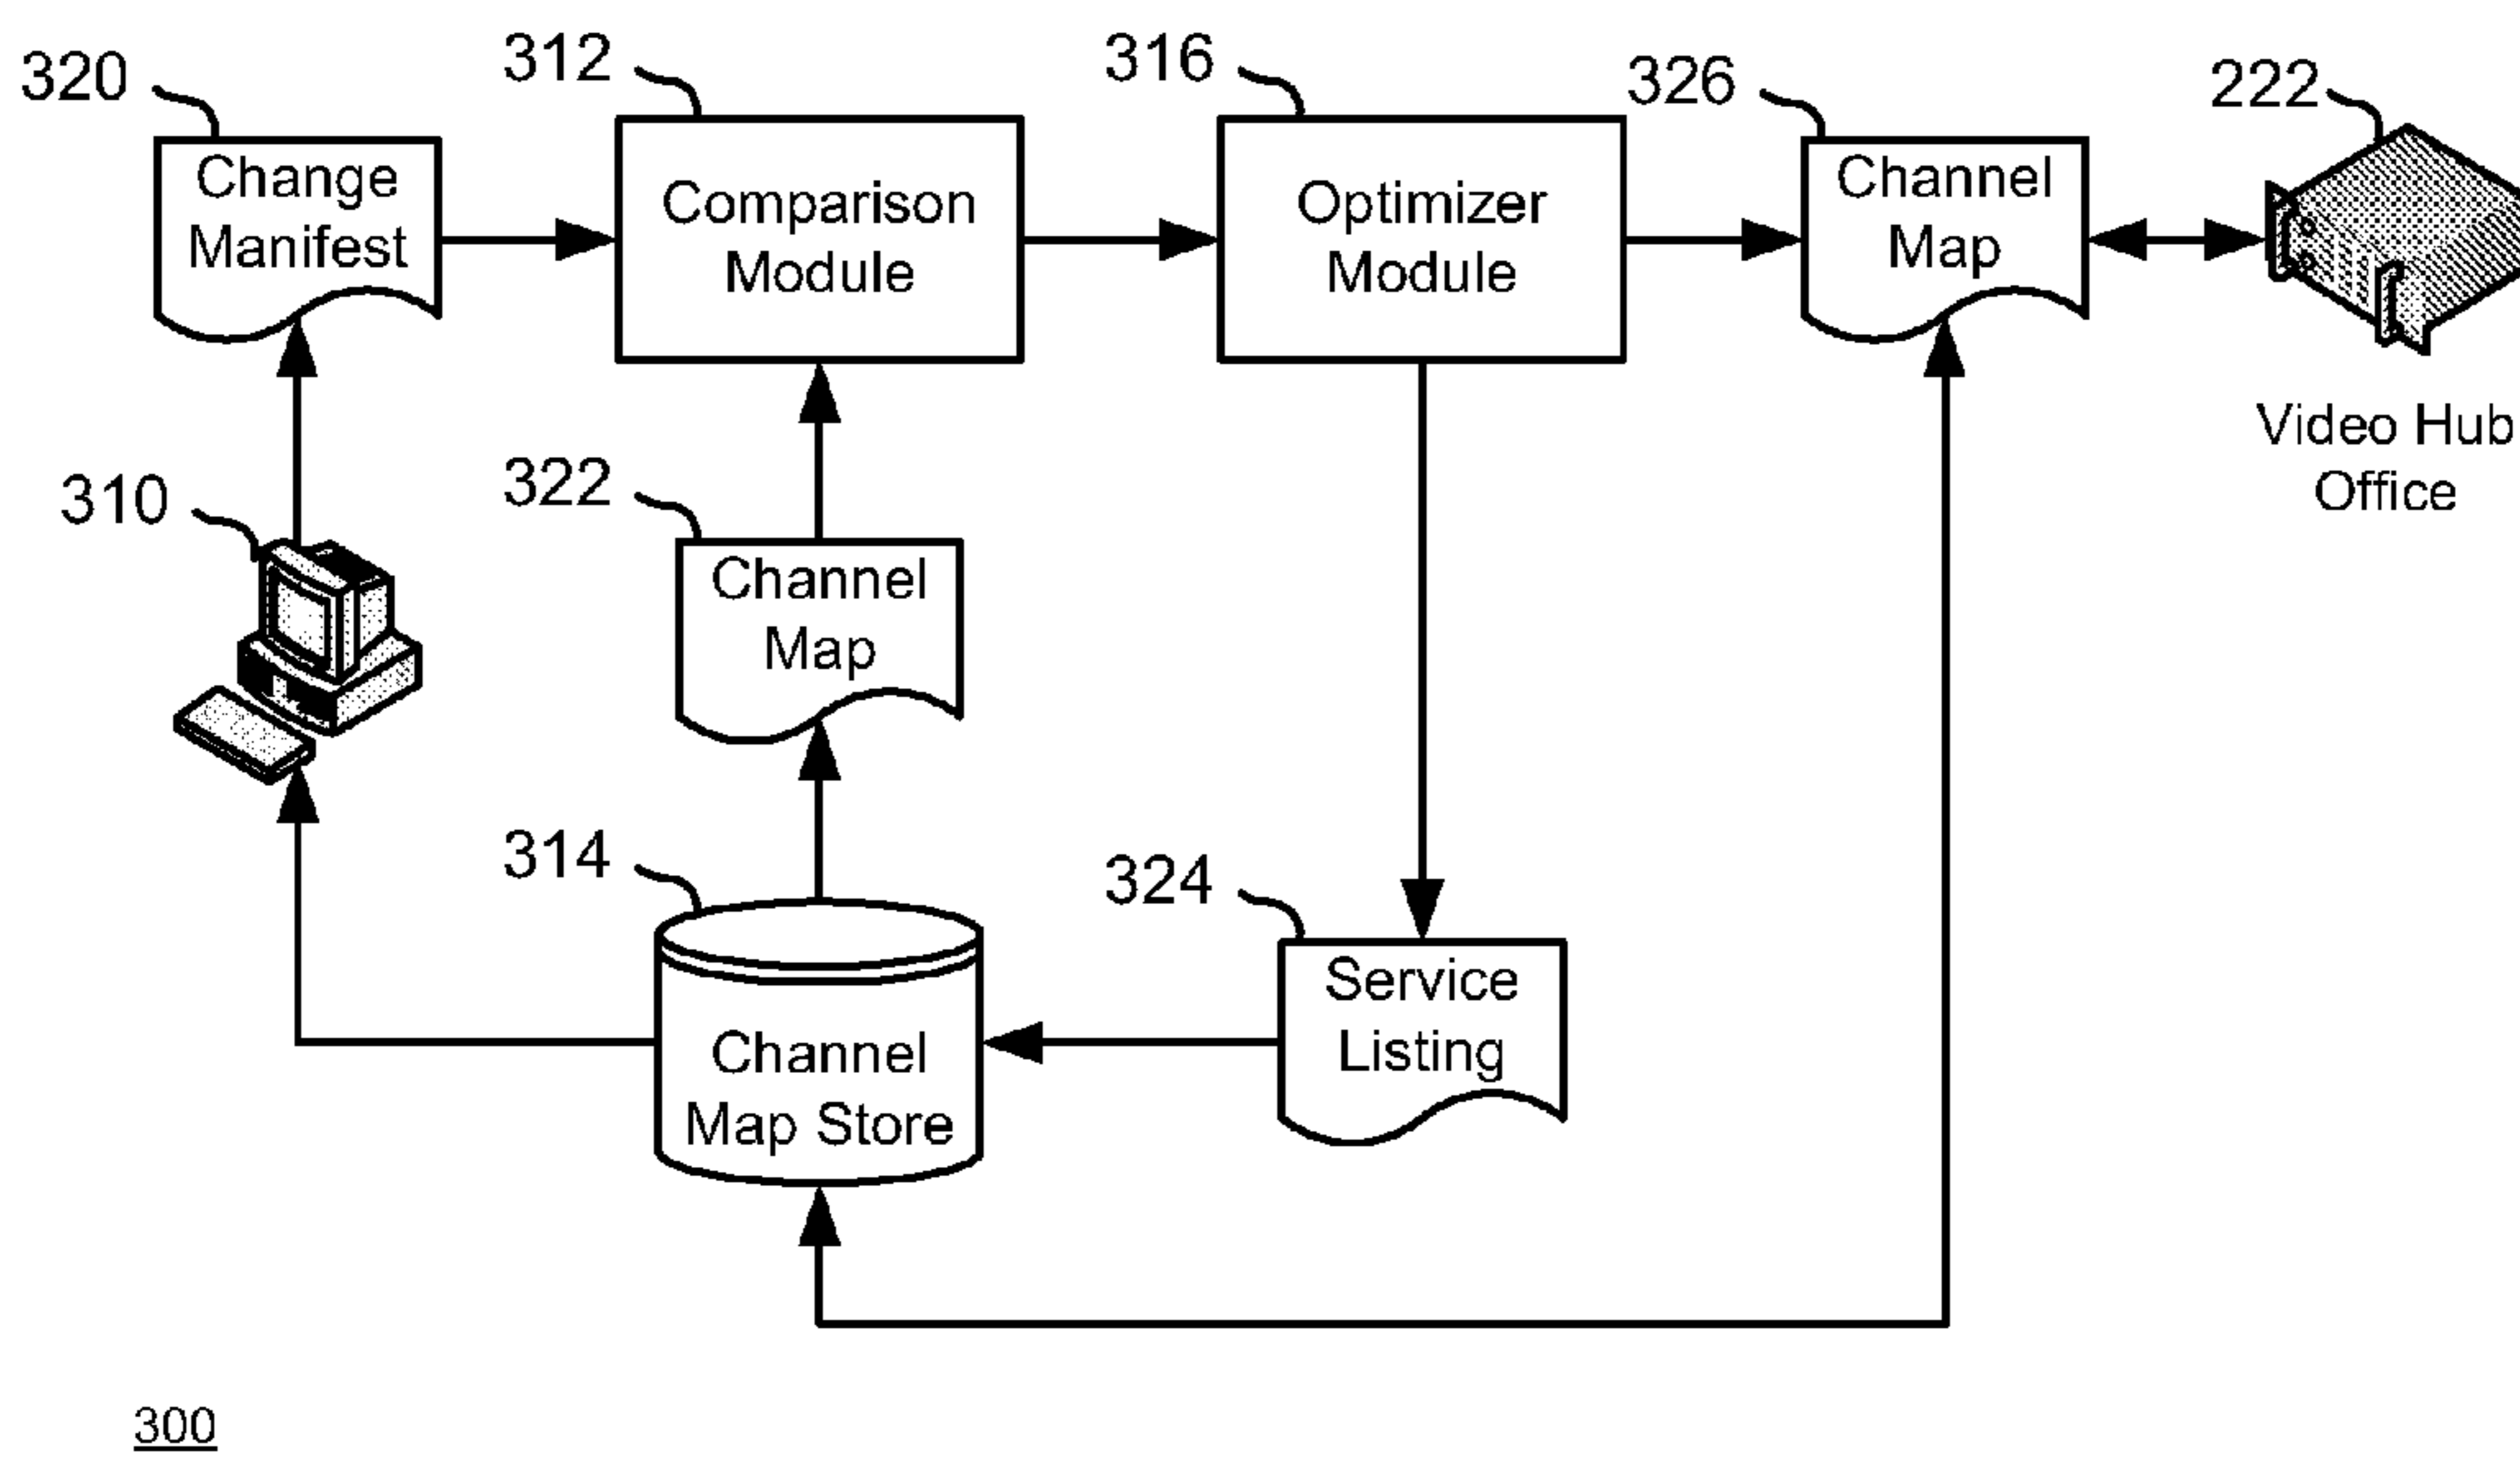 320
312
316
326
222
Change
Manifest
Comparison
Module
Optimizer
Module
Channel
Map
Video Hub
Office
310
322
Channel
Map
314
324
Channel
Map Store
Service
Listing
300